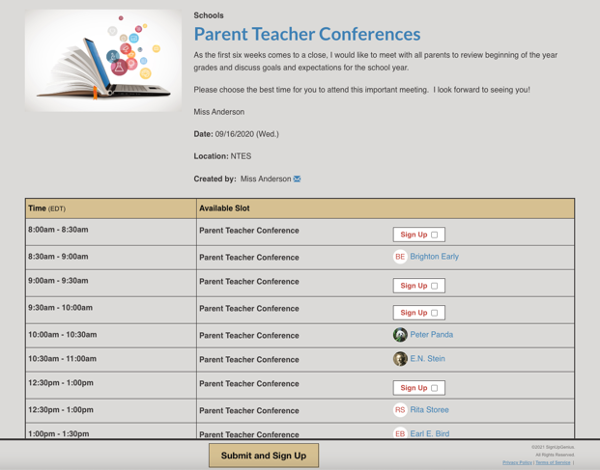 Schools
Parent Teacher Conferences
As the first six weeks comes to a close, I would like to meet with all parents to review beginning of the year
grades and discuss goals and expectations for the school year.
Please choose the best time for you to attend this important meeting.  I look forward to seeing you!
Miss Anderson
Date: 09/16/2020 (Wed.)
Location: NTES
Created by: Miss Anderson
Time (EDT) Available Slot
8:00am - 8:30am Parent Teacher Conference Sign Up
8:30am - 9:00am Parent Teacher Conference BE Brighton Early
9:00am - 9:30am Parent Teacher Conference Sign Up
9:30am - 10:00am Parent Teacher Conference Sign Up
10:00am - 10:30am Parent Teacher Conference Peter Panda
10:30am - 11:00am Parent Teacher Conference E.N. Stein
12:30pm - 1:00pm Parent Teacher Conference Sign Up
12:30pm - 1:00pm Parent Teacher Conference RS Rita Storee
1:00pm - 1:30pm Parent Teacher Conference EB Earl E. Bird
Submit and Sign Up
©2021 SignUpGenius
All Rights Reserved
Privacy Policy | Terms of Service |